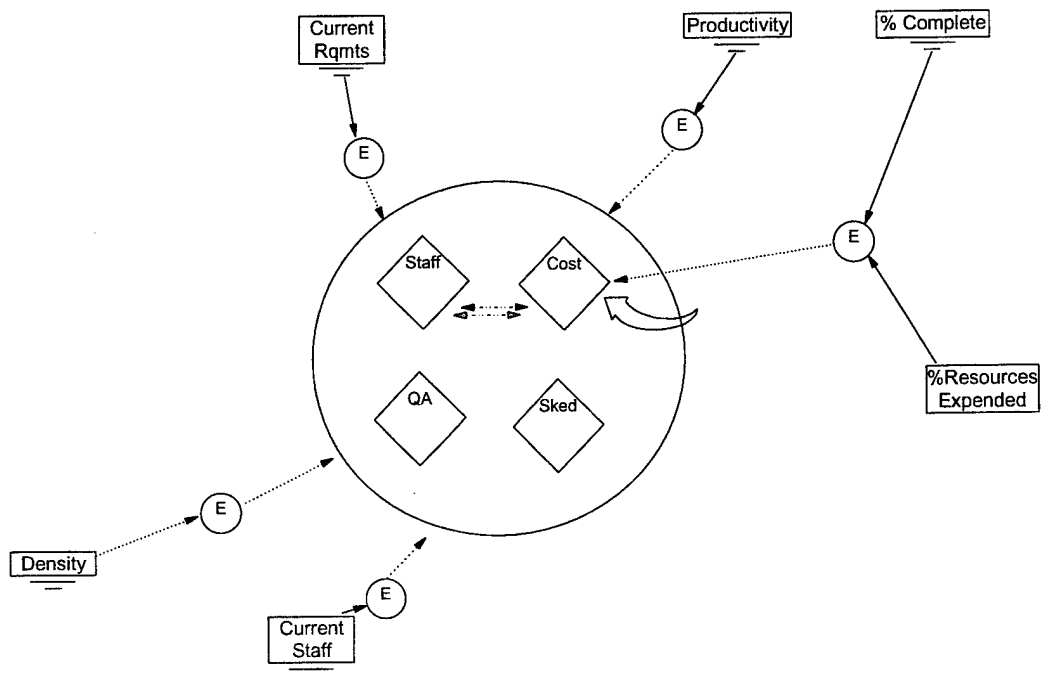 Current
Rqmts
Productivity
% Complete
E
E
E
Staff
Cost
QA
Sked
%Resources
Expended
E
Density
E
Current
Staff